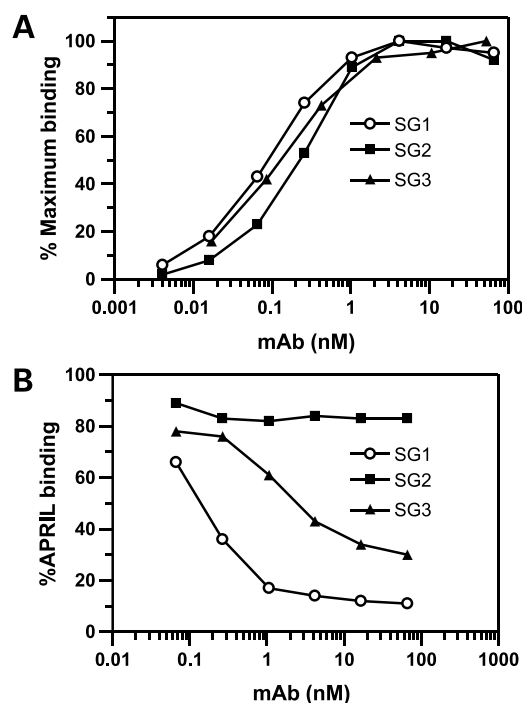 A
% Maximum binding
100
80
60
40
20
0
SG1
SG2
SG3
0.001 0.01 0.1 1 10 100
mAb (nM)
B
%APRIL binding
100
80
60
40
20
0
SG1
SG2
SG3
0.01 0.1 1 10 100 1000
mAb (nM)